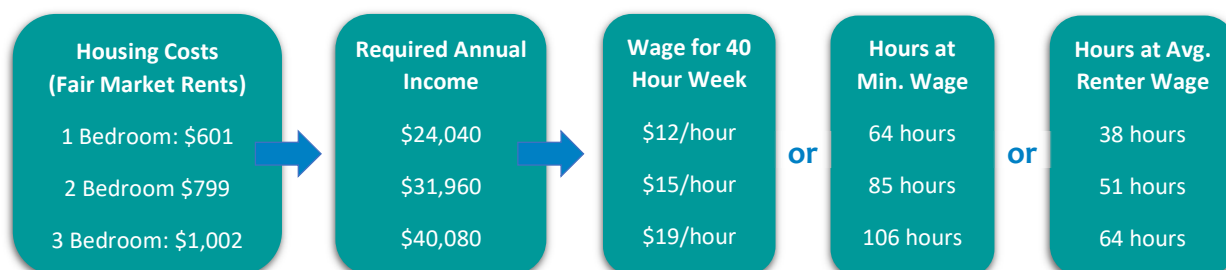 Housing Costs
(Fair Market Rents)
1 Bedroom: $601
2 Bedroom $799
3 Bedroom: $1,002
Required Annual
Income
$24,040
$31,960
$40,080
Wage for 40
Hour Week
$12/hour
$15/hour
$19/hour
or
Hours at
Min. Wage
64 hours
85 hours
106 hours
or
Hours at Avg.
Renter Wage
38 hours
51 hours
64 hours